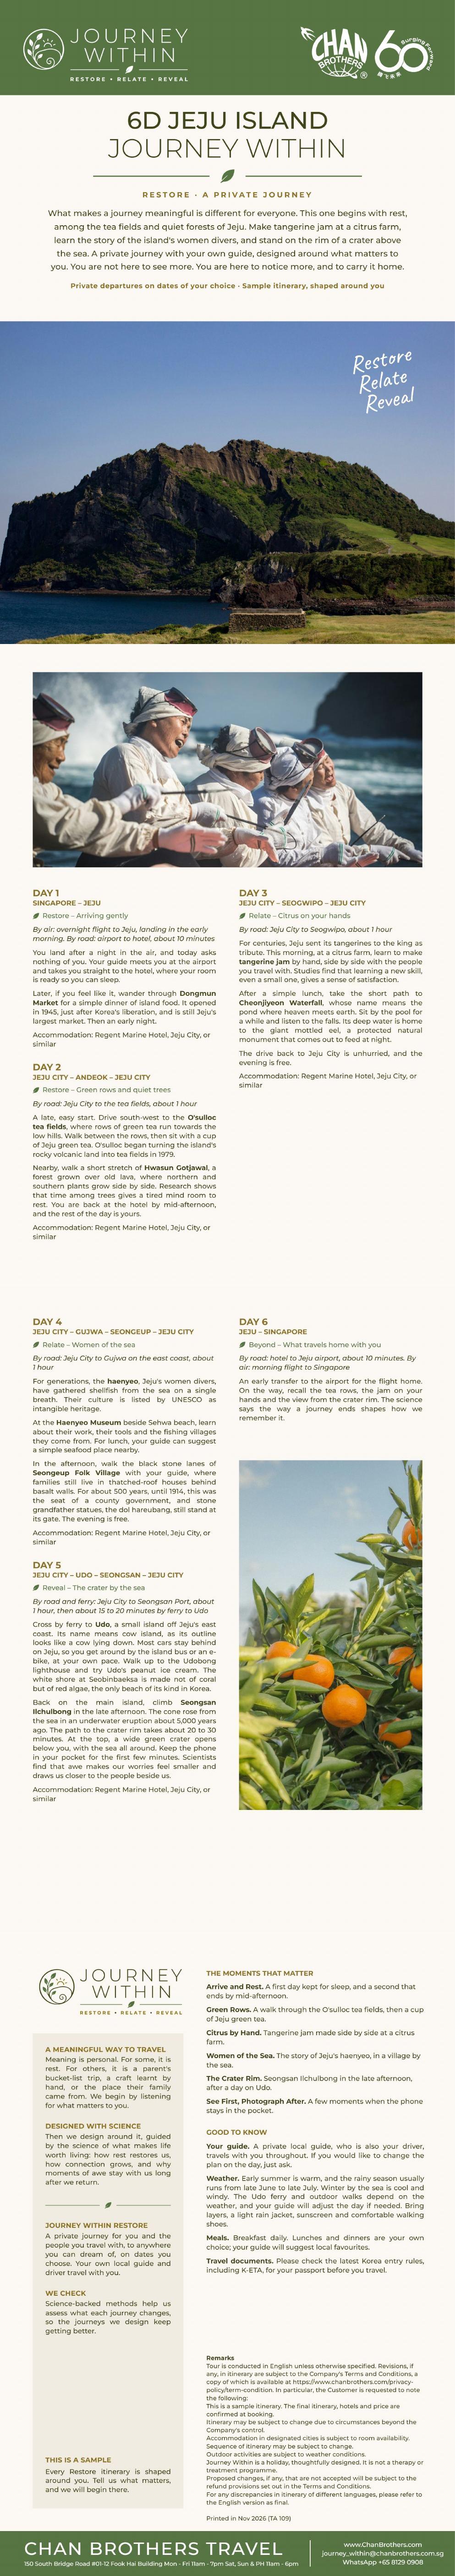 JOURNEY
WITHIN
RESTORE • RELATE • REVEAL
CHAN
BROTHERS
60
Surging Forward
腾飞未来
6D JEJU ISLAND
JOURNEY WITHIN
RESTORE · A PRIVATE JOURNEY
What makes a journey meaningful is different for everyone. This one begins with rest,
among the tea fields and quiet forests of Jeju. Make tangerine jam at a citrus farm,
learn the story of the island's women divers, and stand on the rim of a crater above
the sea. A private journey with your own guide, designed around what matters to
you. You are not here to see more. You are here to notice more, and to carry it home.
Private departures on dates of your choice · Sample itinerary, shaped around you
Restore
Relate
Reveal
DAY 1
SINGAPORE – JEJU
Restore – Arriving gently
By air: overnight flight to Jeju, landing in the early
morning. By road: airport to hotel, about 10 minutes
You land after a night in the air, and today asks
nothing of you. Your guide meets you at the airport
and takes you straight to the hotel, where your room
is ready so you can sleep.
Later, if you feel like it, wander through Dongmun
Market for a simple dinner of island food. It opened
in 1945, just after Korea's liberation, and is still Jeju's
largest market. Then an early night.
Accommodation: Regent Marine Hotel, Jeju City, or
similar
DAY 2
JEJU CITY – ANDEOK – JEJU CITY
Restore – Green rows and quiet trees
By road: Jeju City to the tea fields, about 1 hour
A late, easy start. Drive south-west to the O'sulloc
tea fields, where rows of green tea run towards the
low hills. Walk between the rows, then sit with a cup
of Jeju green tea. O'sulloc began turning the island's
rocky volcanic land into tea fields in 1979.
Nearby, walk a short stretch of Hwasun Gotjawal, a
forest grown over old lava, where northern and
southern plants grow side by side. Research shows
that time among trees gives a tired mind room to
rest. You are back at the hotel by mid-afternoon,
and the rest of the day is yours.
Accommodation: Regent Marine Hotel, Jeju City, or
similar
DAY 3
JEJU CITY – SEOGWIPO – JEJU CITY
Relate – Citrus on your hands
By road: Jeju City to Seogwipo, about 1 hour
For centuries, Jeju sent its tangerines to the king as
tribute. This morning, at a citrus farm, learn to make
tangerine jam by hand, side by side with the people
you travel with. Studies find that learning a new skill,
even a small one, gives a sense of satisfaction.
After a simple lunch, take the short path to
Cheonjiyeon Waterfall, whose name means the
pond where heaven meets earth. Sit by the pool for
a while and listen to the falls. Its deep water is home
to the giant mottled eel, a protected natural
monument that comes out to feed at night.
The drive back to Jeju City is unhurried, and the
evening is free.
Accommodation: Regent Marine Hotel, Jeju City, or
similar
DAY 4
JEJU CITY – GUJWA – SEONGEUP – JEJU CITY
Relate – Women of the sea
By road: Jeju City to Gujwa on the east coast, about
1 hour
For generations, the haenyeo, Jeju's women divers,
have gathered shellfish from the sea on a single
breath. Their culture is listed by UNESCO as
intangible heritage.
At the Haenyeo Museum beside Sehwa beach, learn
about their work, their tools and the fishing villages
they come from. For lunch, your guide can suggest
a simple seafood place nearby.
In the afternoon, walk the black stone lanes of
Seongeup Folk Village with your guide, where
families still live in thatched-roof houses behind
basalt walls. For about 500 years, until 1914, this was
the seat of a county government, and stone
grandfather statues, the dol hareubang, still stand at
its gate. The evening is free.
Accommodation: Regent Marine Hotel, Jeju City, or
similar
DAY 5
JEJU CITY – UDO – SEONGSAN – JEJU CITY
Reveal – The crater by the sea
By road and ferry: Jeju City to Seongsan Port, about
1 hour, then about 15 to 20 minutes by ferry to Udo
Cross by ferry to Udo, a small island off Jeju's east
coast. Its name means cow island, as its outline
looks like a cow lying down. Most cars stay behind
on Jeju, so you get around by the island bus or an e-
bike, at your own pace. Walk up to the Udobong
lighthouse and try Udo's peanut ice cream. The
white shore at Seobinbaeksa is made not of coral
but of red algae, the only beach of its kind in Korea.
Back on the main island, climb Seongsan
Ilchulbong in the late afternoon. The cone rose from
the sea in an underwater eruption about 5,000 years
ago. The path to the crater rim takes about 20 to 30
minutes. At the top, a wide green crater opens
below you, with the sea all around. Keep the phone
in your pocket for the first few minutes. Scientists
find that awe makes our worries feel smaller and
draws us closer to the people beside us.
Accommodation: Regent Marine Hotel, Jeju City, or
similar
DAY 6
JEJU – SINGAPORE
Beyond – What travels home with you
By road: hotel to Jeju airport, about 10 minutes. By
air: morning flight to Singapore
An early transfer to the airport for the flight home.
On the way, recall the tea rows, the jam on your
hands and the view from the crater rim. The science
says the way a journey ends shapes how we
remember it.
JOURNEY
WITHIN
RESTORE • RELATE • REVEAL
A MEANINGFUL WAY TO TRAVEL
Meaning is personal. For some, it is
rest. For others, it is a parent's
bucket-list trip, a craft learnt by
hand, or the place their family
came from. We begin by listening
for what matters to you.
DESIGNED WITH SCIENCE
Then we design around it, guided
by the science of what makes life
worth living: how rest restores us,
how connection grows, and why
moments of awe stay with us long
after we return.
JOURNEY WITHIN RESTORE
A private journey for you and the
people you travel with, to anywhere
you can dream of, on dates you
choose. Your own local guide and
driver travel with you.
WE CHECK
Science-backed methods help us
assess what each journey changes,
so the journeys we design keep
getting better.
THIS IS A SAMPLE
Every Restore itinerary is shaped
around you. Tell us what matters,
and we will begin there.
THE MOMENTS THAT MATTER
Arrive and Rest. A first day kept for sleep, and a second that
ends by mid-afternoon.
Green Rows. A walk through the O'sulloc tea fields, then a cup
of Jeju green tea.
Citrus by Hand. Tangerine jam made side by side at a citrus
farm.
Women of the Sea. The story of Jeju's haenyeo, in a village by
the sea.
The Crater Rim. Seongsan Ilchulbong in the late afternoon,
after a day on Udo.
See First, Photograph After. A few moments when the phone
stays in the pocket.
GOOD TO KNOW
Your guide. A private local guide, who is also your driver,
travels with you throughout. If you would like to change the
plan on the day, just ask.
Weather. Early summer is warm, and the rainy season usually
runs from late June to late July. Winter by the sea is cool and
windy. The Udo ferry and outdoor walks depend on the
weather, and your guide will adjust the day if needed. Bring
layers, a light rain jacket, sunscreen and comfortable walking
shoes.
Meals. Breakfast daily. Lunches and dinners are your own
choice; your guide will suggest local favourites.
Travel documents. Please check the latest Korea entry rules,
including K-ETA, for your passport before you travel.
Remarks
Tour is conducted in English unless otherwise specified. Revisions, if
any, in itinerary are subject to the Company's Terms and Conditions, a
copy of which is available at https://www.chanbrothers.com/privacy-
policy/term-condition. In particular, the Customer is requested to note
the following:
This is a sample itinerary. The final itinerary, hotels and price are
confirmed at booking.
Itinerary may be subject to change due to circumstances beyond the
Company's control.
Accommodation in designated cities is subject to room availability.
Sequence of itinerary may be subject to change.
Outdoor activities are subject to weather conditions.
Journey Within is a holiday, thoughtfully designed. It is not a therapy or
treatment programme.
Proposed changes, if any, that are not accepted will be subject to the
refund provisions set out in the Terms and Conditions.
For any discrepancies in itinerary of different languages, please refer to
the English version as final.
Printed in Nov 2026 (TA 109)
CHAN BROTHERS TRAVEL
150 South Bridge Road #01-12 Fook Hai Building Mon - Fri 11am - 7pm Sat, Sun & PH 11am - 6pm
www.ChanBrothers.com
journey_within@chanbrothers.com.sg
WhatsApp +65 8129 0908